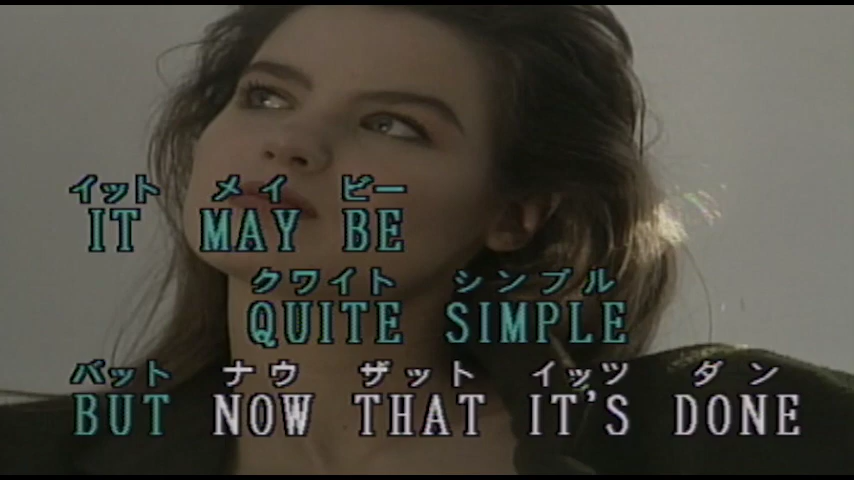 イット メイ ビー
IT MAY BE
クワイト シンプル
QUITE SIMPLE
バット ナウ ザット イッツ ダン
BUT NOW THAT IT'S DONE